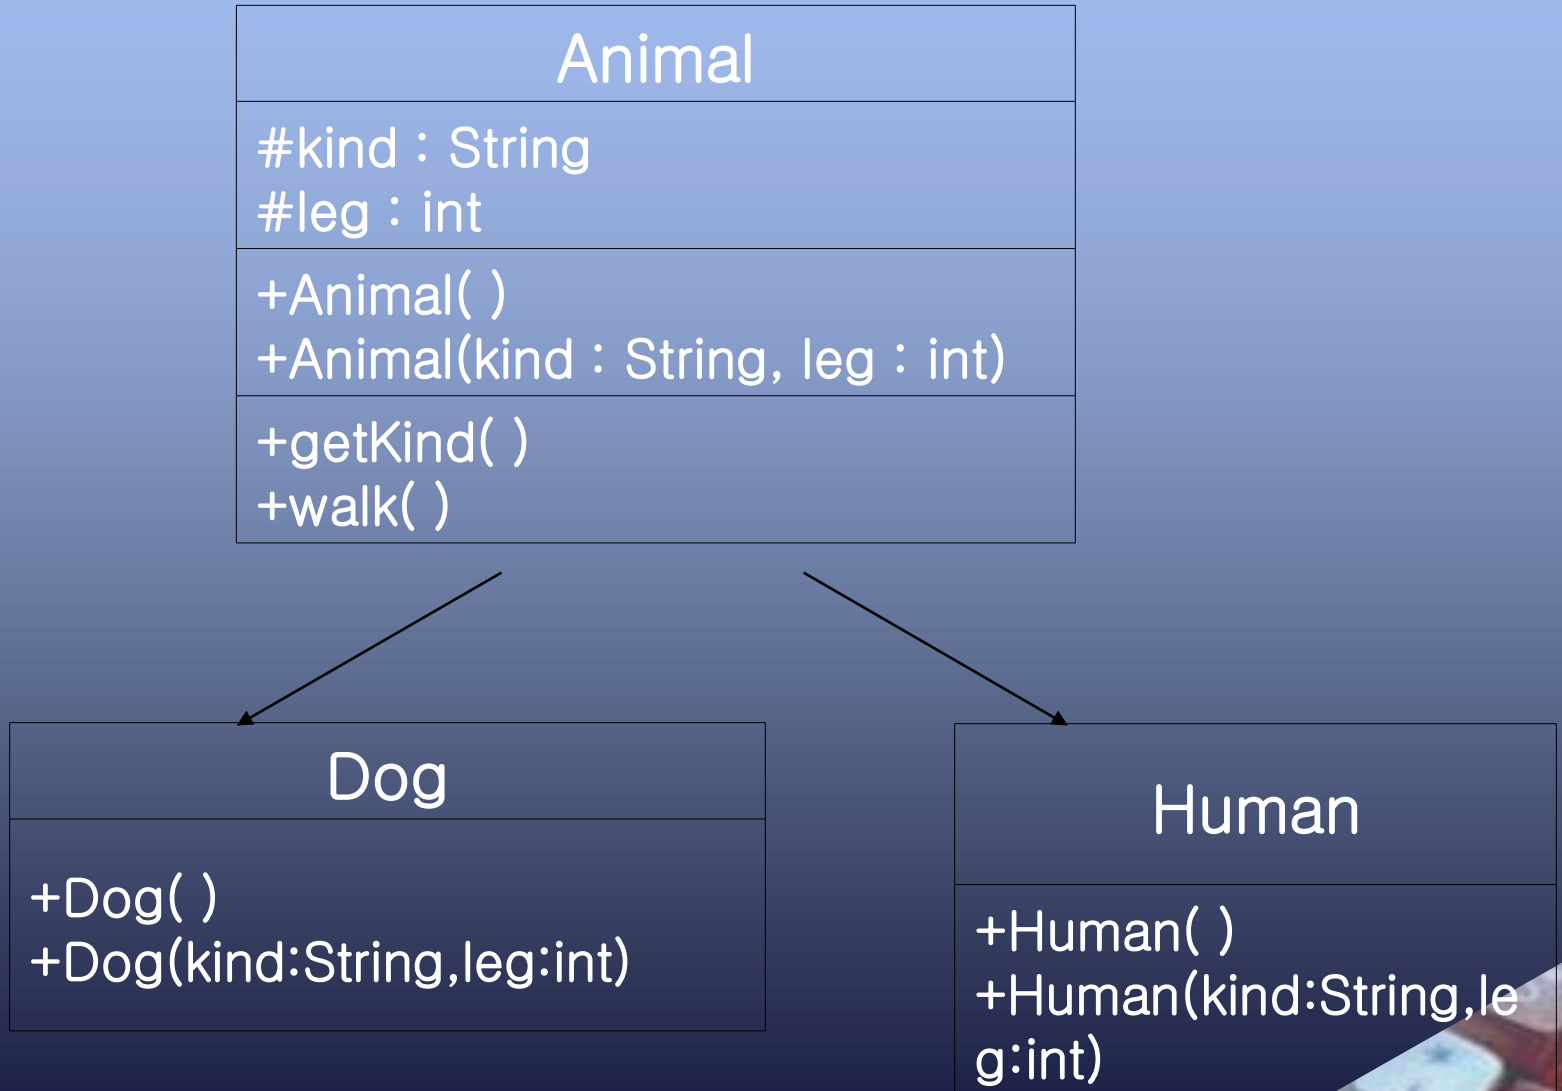 Animal
#kind : String
#leg : int
+Animal( )
+Animal(kind : String, leg : int)
+getKind( )
+walk( )
Dog
+Dog( )
+Dog(kind:String,leg:int)
Human
+Human( )
+Human(kind:String,le
g:int)